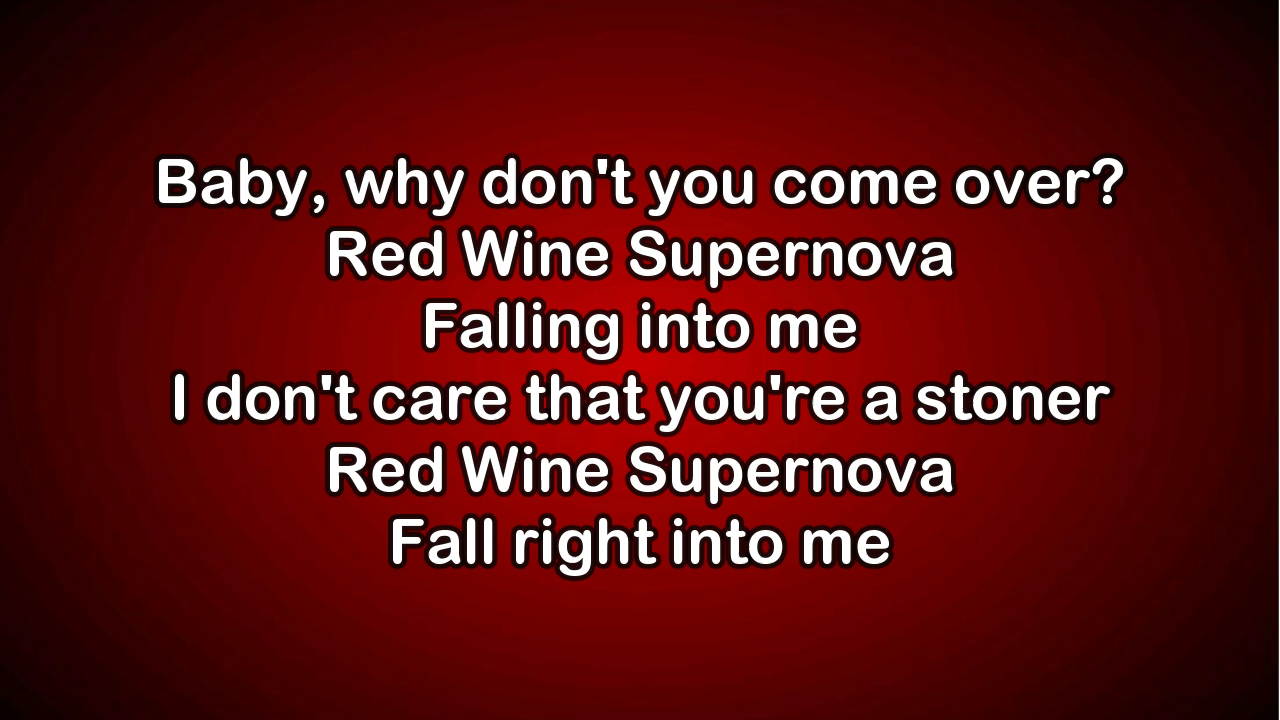 Baby, why don't you come over?
Red Wine Supernova
Falling into me
I don't care that you're a stoner
Red Wine Supernova
Fall right into me